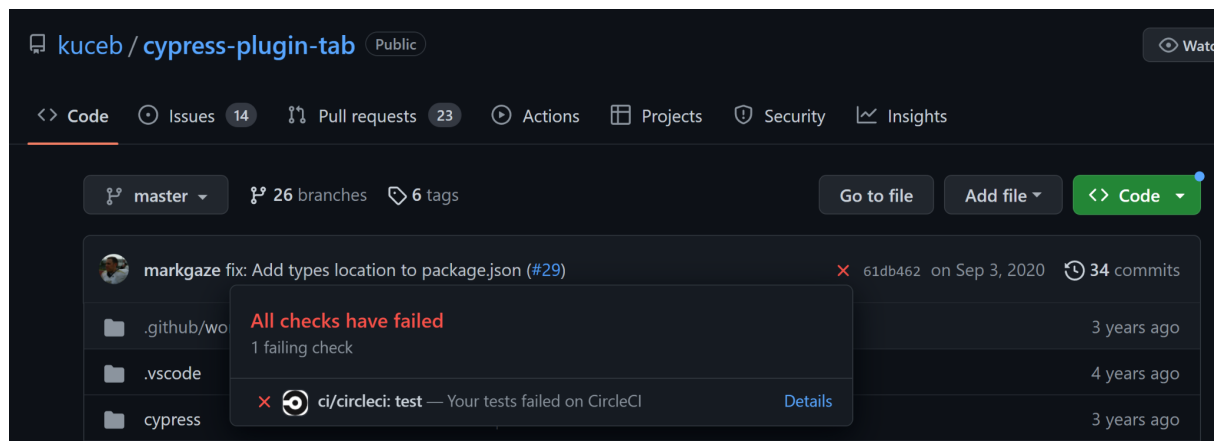 kuceb / cypress-plugin-tab Public
Code Issues 14 Pull requests 23 Actions Projects Security Insights
master 26 branches 6 tags Go to file Add file Code
markgaze fix: Add types location to package.json (#29) 61db462 on Sep 3, 2020 34 commits
All checks have failed
.github/wo 3 years ago
1 failing check
.vscode 4 years ago
ci/circleci: test — Your tests failed on CircleCI Details
cypress 3 years ago